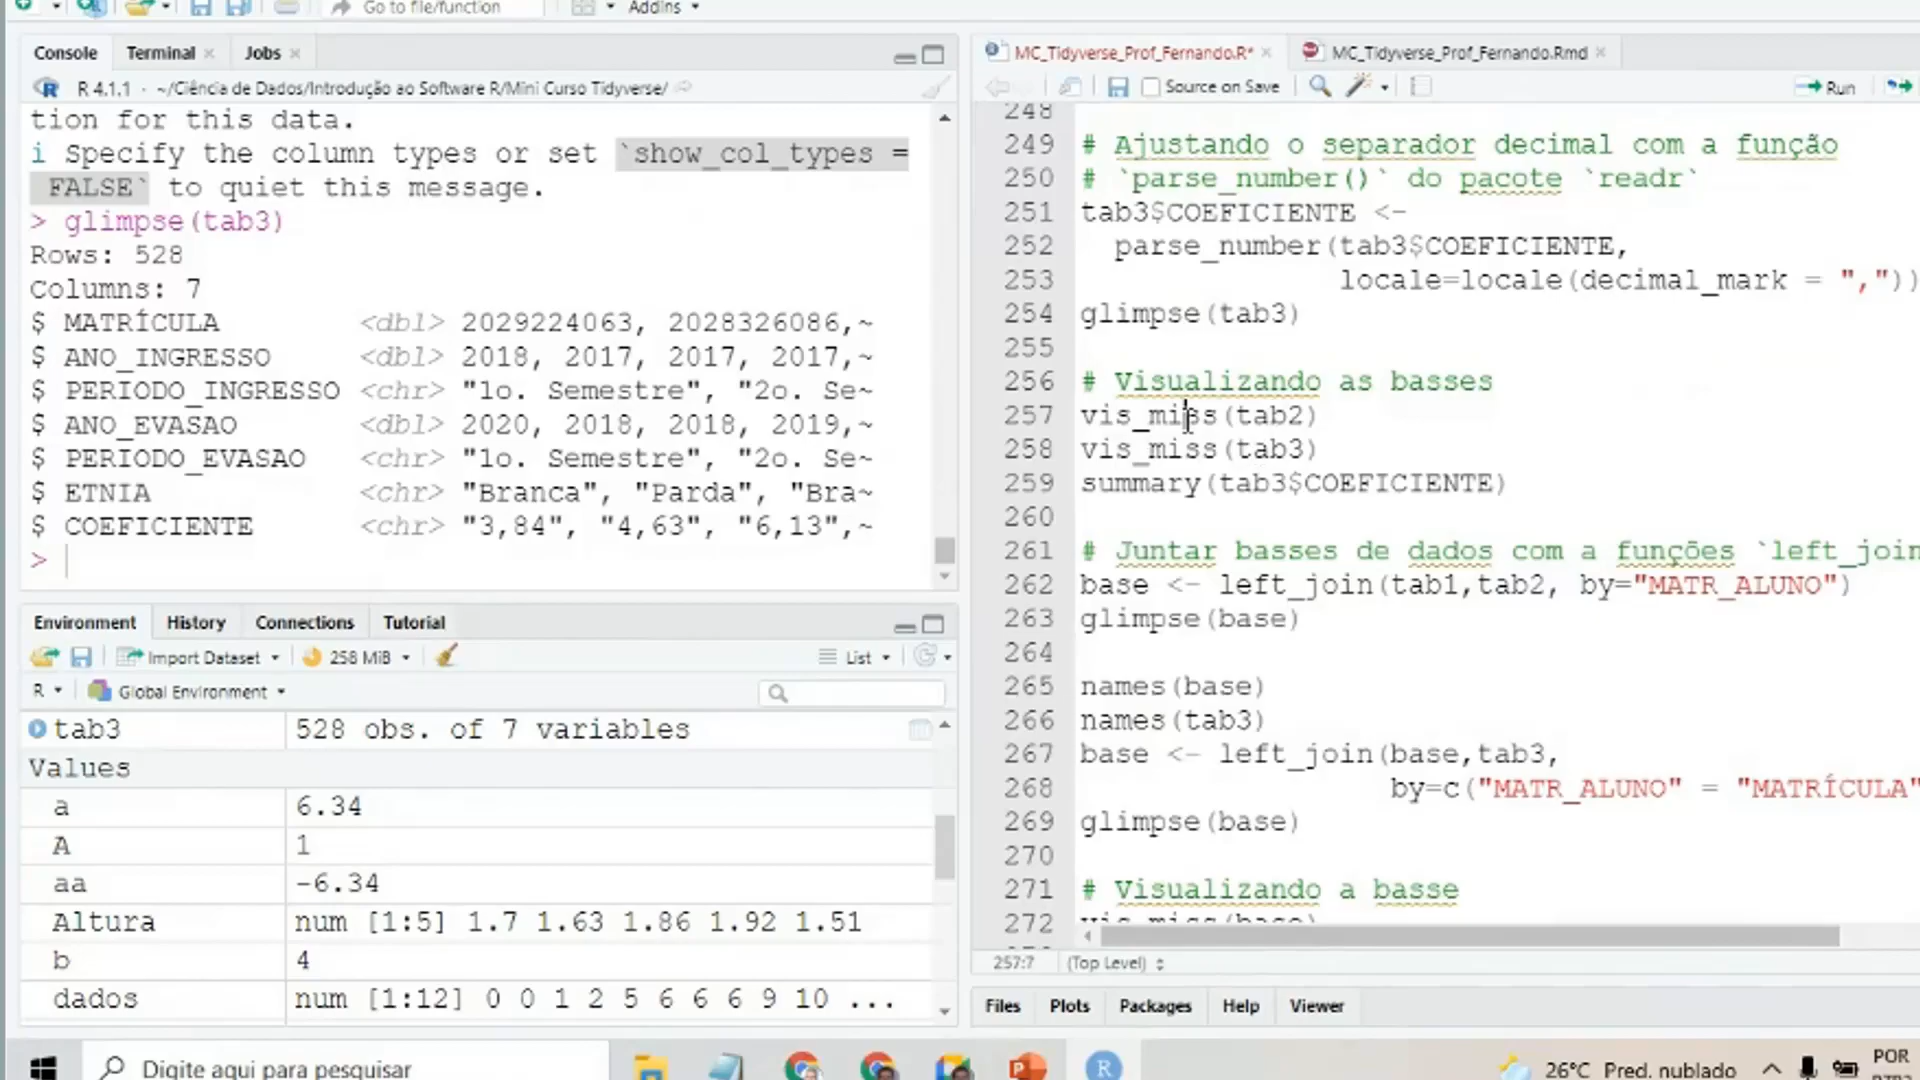 Go to file/function
Addins
Console Terminal Jobs
R 4.1.1 · ~/Ciência de Dados/Introdução ao Software R/Mini Curso Tidyverse/
tion for this data.
i Specify the column types or set `show_col_types =
FALSE` to quiet this message.
> glimpse(tab3)
Rows: 528
Columns: 7
$ MATRÍCULA <dbl> 2029224063, 2028326086,~
$ ANO_INGRESSO <dbl> 2018, 2017, 2017, 2017,~
$ PERIODO_INGRESSO <chr> "1o. Semestre", "2o. Se~
$ ANO_EVASAO <dbl> 2020, 2018, 2018, 2019,~
$ PERIODO_EVASAO <chr> "1o. Semestre", "2o. Se~
$ ETNIA <chr> "Branca", "Parda", "Bra~
$ COEFICIENTE <chr> "3,84", "4,63", "6,13",~
>
Environment History Connections Tutorial
Import Dataset 258 MiB List
R Global Environment
tab3 528 obs. of 7 variables
Values
a 6.34
A 1
aa -6.34
Altura num [1:5] 1.7 1.63 1.86 1.92 1.51
b 4
dados num [1:12] 0 0 1 2 5 6 6 6 9 10 ...
MC_Tidyverse_Prof_Fernando.R* MC_Tidyverse_Prof_Fernando.Rmd
Source on Save Run
248
249 # Ajustando o separador decimal com a função
250 # `parse_number()` do pacote `readr`
251 tab3$COEFICIENTE <-
252 parse_number(tab3$COEFICIENTE,
253 locale=locale(decimal_mark = ","))
254 glimpse(tab3)
255
256 # Visualizando as basses
257 vis_miss(tab2)
258 vis_miss(tab3)
259 summary(tab3$COEFICIENTE)
260
261 # Juntar basses de dados com a funções `left_join
262 base <- left_join(tab1,tab2, by="MATR_ALUNO")
263 glimpse(base)
264
265 names(base)
266 names(tab3)
267 base <- left_join(base,tab3,
268 by=c("MATR_ALUNO" = "MATRÍCULA"
269 glimpse(base)
270
271 # Visualizando a basse
272 vis_miss(base)
257:7 (Top Level)
Files Plots Packages Help Viewer
Digite aqui para pesquisar
26°C Pred. nublado
POR